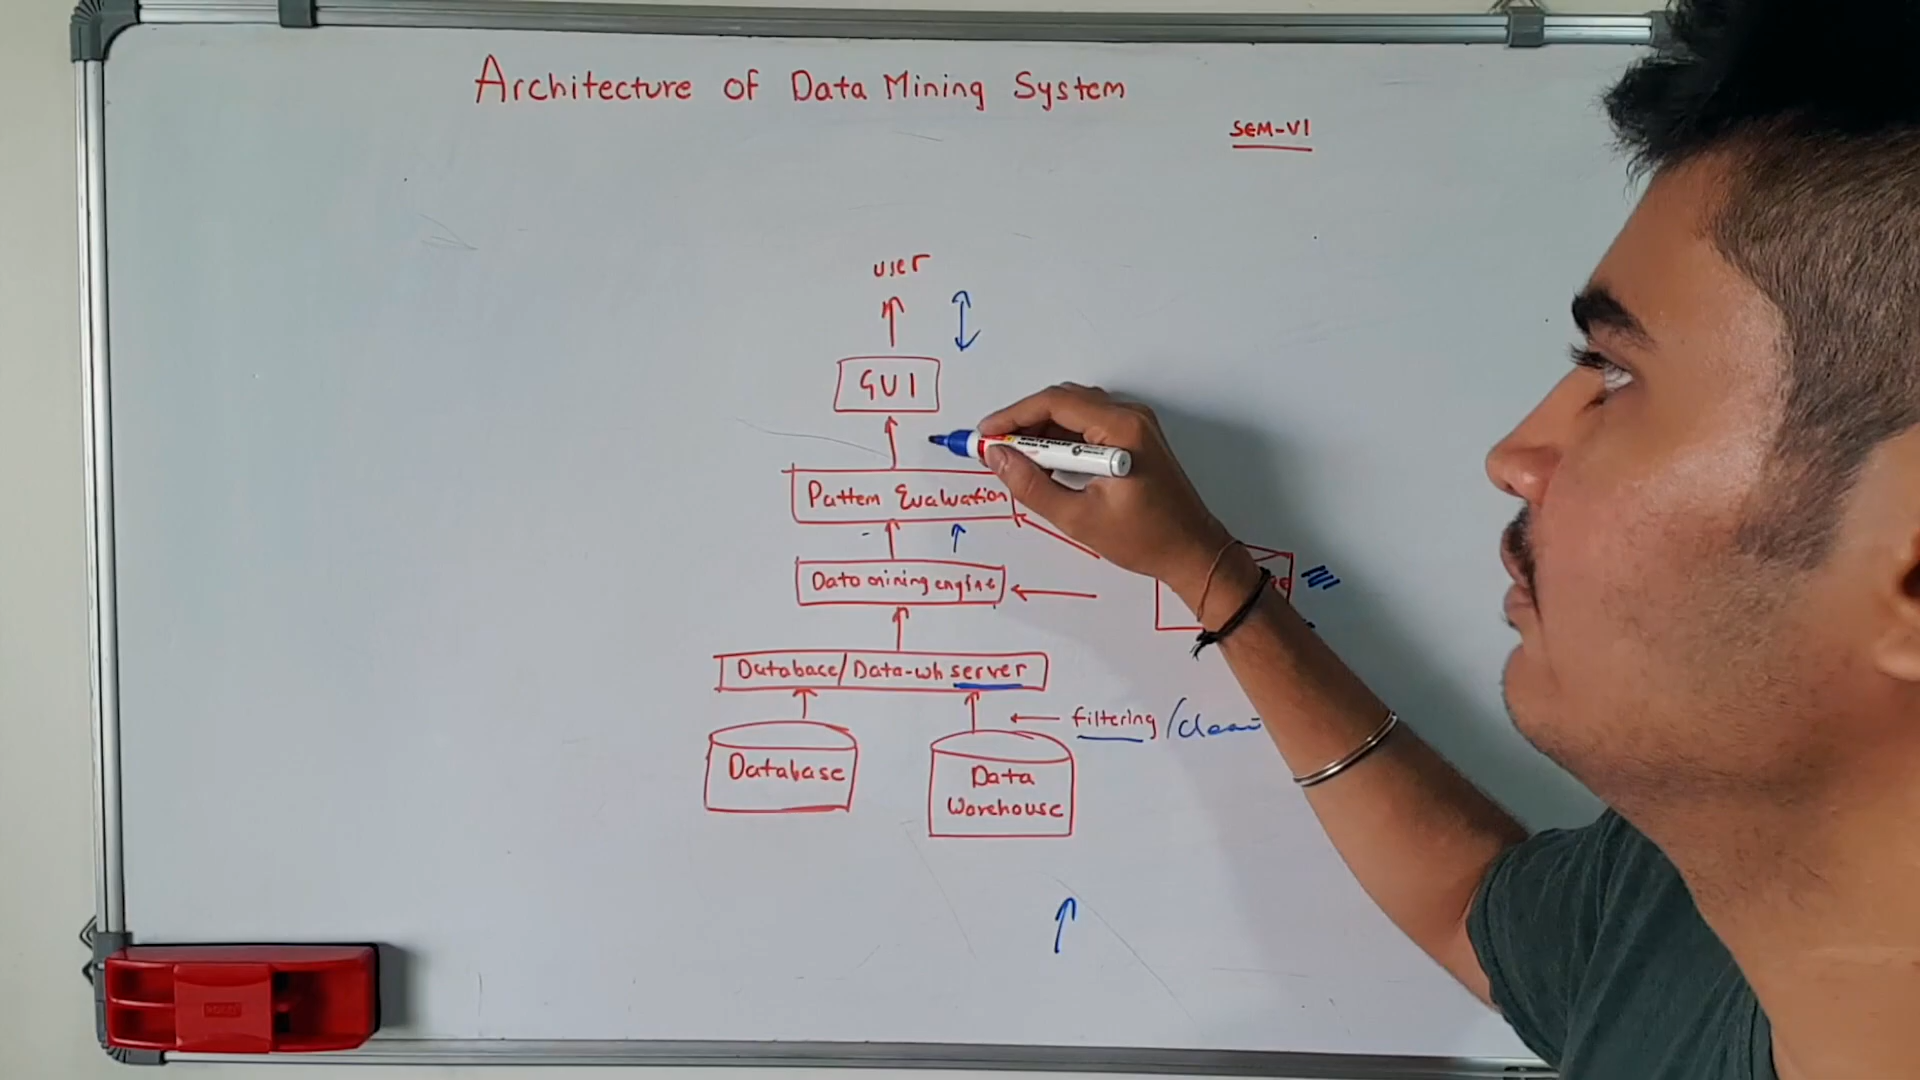 Architecture of Data Mining System
SEM-VI
user
GUI
Pattern Evaluation
Data mining engine
Database/Data-wh server
filtering /clean
Database
Data
Warehouse